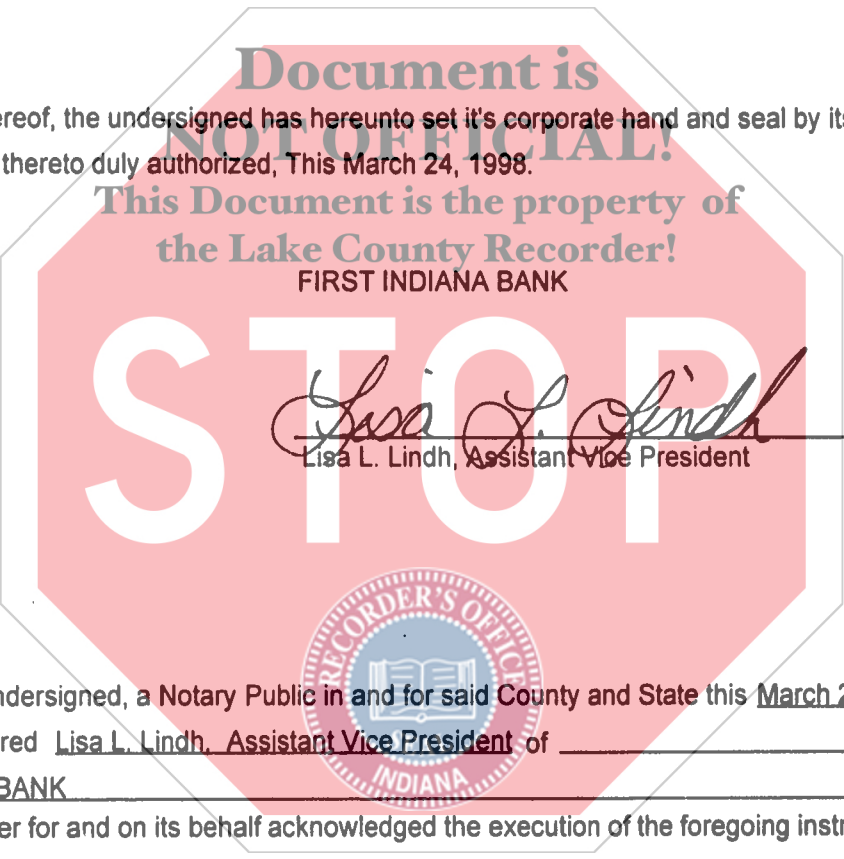 Document is
ereof, the undersigned has hereunto set it's corporate hand and seal by its
NOT OFFICIAL!
thereto duly authorized, This March 24, 1998.
This Document is the property of
the Lake County Recorder!
FIRST INDIANA BANK
STOP
Lisa L. Lindh
Lisa L. Lindh, Assistant Vice President
RECORDER'S OFFICE
ndersigned, a Notary Public in and for said County and State this March 2
red Lisa L. Lindh, Assistant Vice President of
SEAL
INDIANA
BANK
er for and on its behalf acknowledged the execution of the foregoing instr